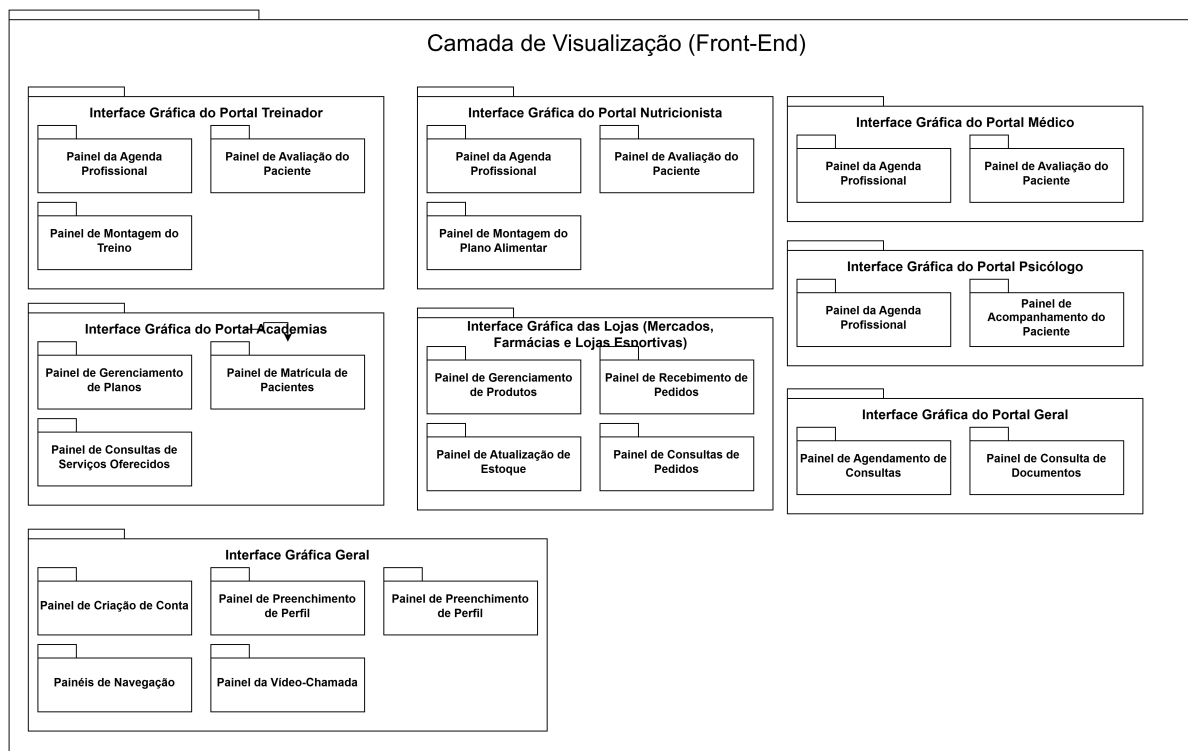 Camada de Visualização (Front-End)
Interface Gráfica do Portal Treinador
Painel da Agenda
Profissional
Painel de Avaliação do
Paciente
Painel de Montagem do
Treino
Interface Gráfica do Portal Nutricionista
Painel da Agenda
Profissional
Painel de Avaliação do
Paciente
Painel de Montagem do
Plano Alimentar
Interface Gráfica do Portal Médico
Painel da Agenda
Profissional
Painel de Avaliação do
Paciente
Interface Gráfica do Portal Psicólogo
Painel da Agenda
Profissional
Painel de
Acompanhamento do
Paciente
Interface Gráfica do Portal Academias
Painel de Gerenciamento
de Planos
Painel de Matrícula de
Pacientes
Painel de Consultas de
Serviços Oferecidos
Interface Gráfica das Lojas (Mercados,
Farmácias e Lojas Esportivas)
Painel de Gerenciamento
de Produtos
Painel de Recebimento de
Pedidos
Painel de Atualização de
Estoque
Painel de Consultas de
Pedidos
Interface Gráfica do Portal Geral
Painel de Agendamento de
Consultas
Painel de Consulta de
Documentos
Interface Gráfica Geral
Painel de Criação de Conta
Painel de Preenchimento
de Perfil
Painel de Preenchimento
de Perfil
Painéis de Navegação
Painel da Vídeo-Chamada